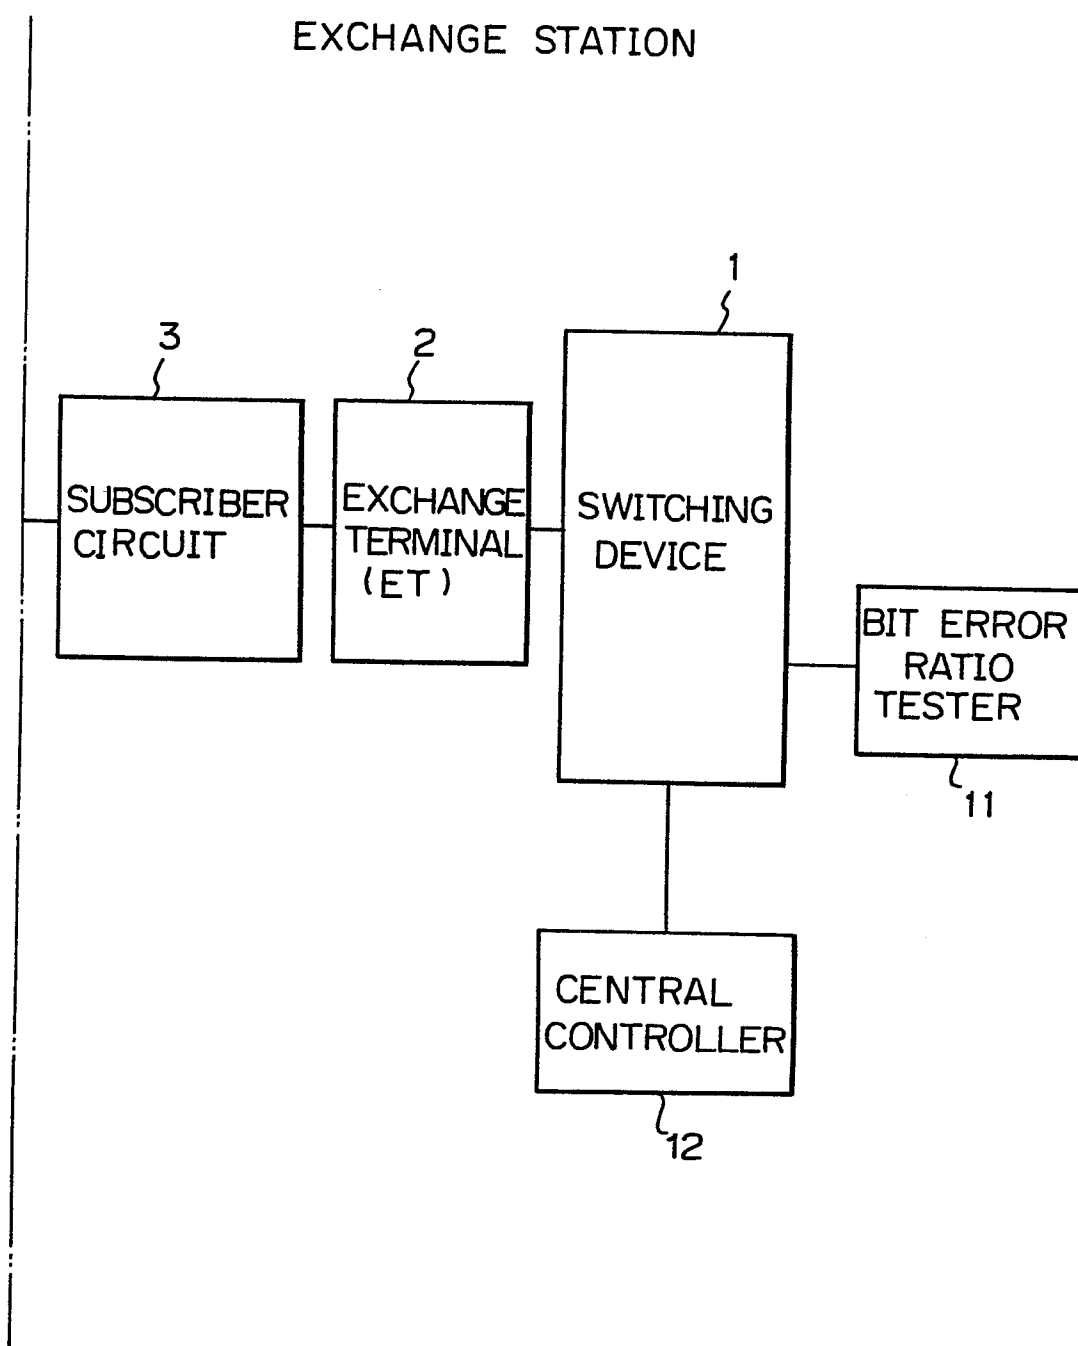 EXCHANGE STATION
1
3
2
SUBSCRIBER
CIRCUIT
EXCHANGE
TERMINAL
(ET)
SWITCHING
DEVICE
BIT ERROR
RATIO
TESTER
11
CENTRAL
CONTROLLER
12